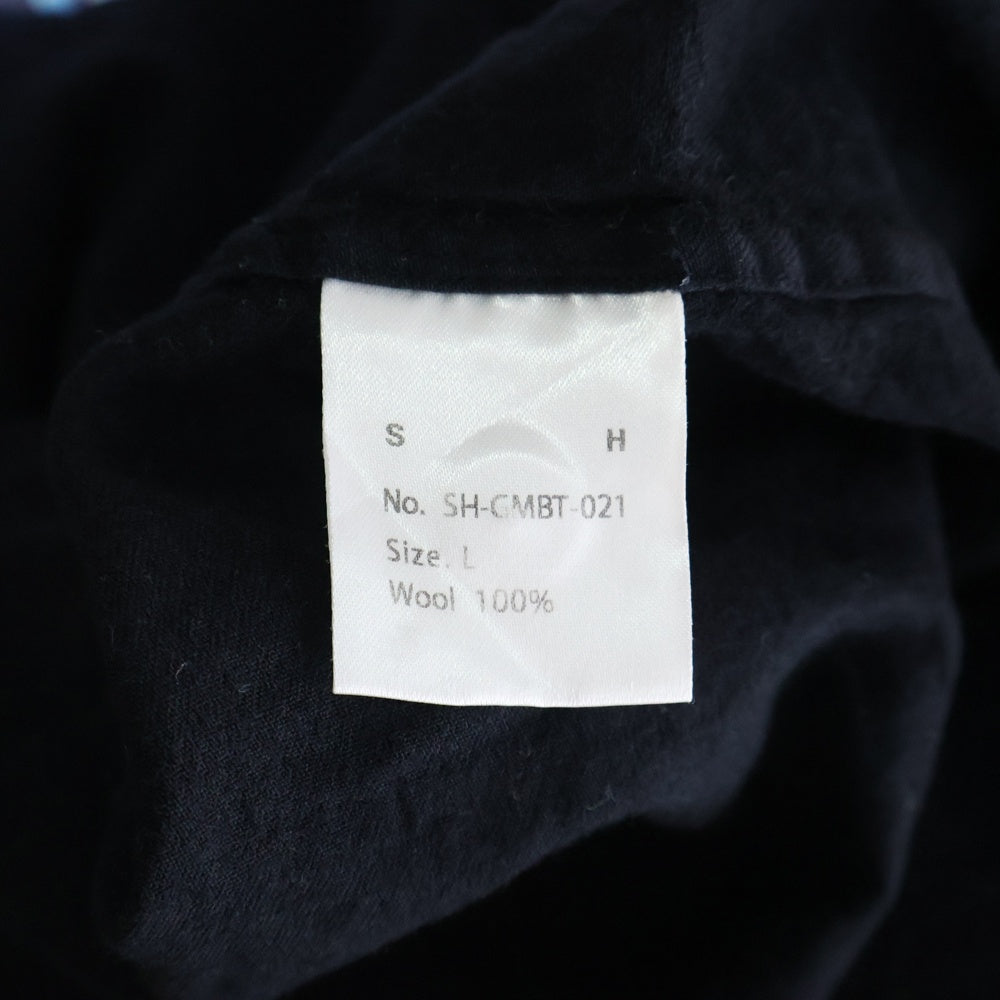 S H
No. SH-GMBT-021
Size. L
Wool 100%